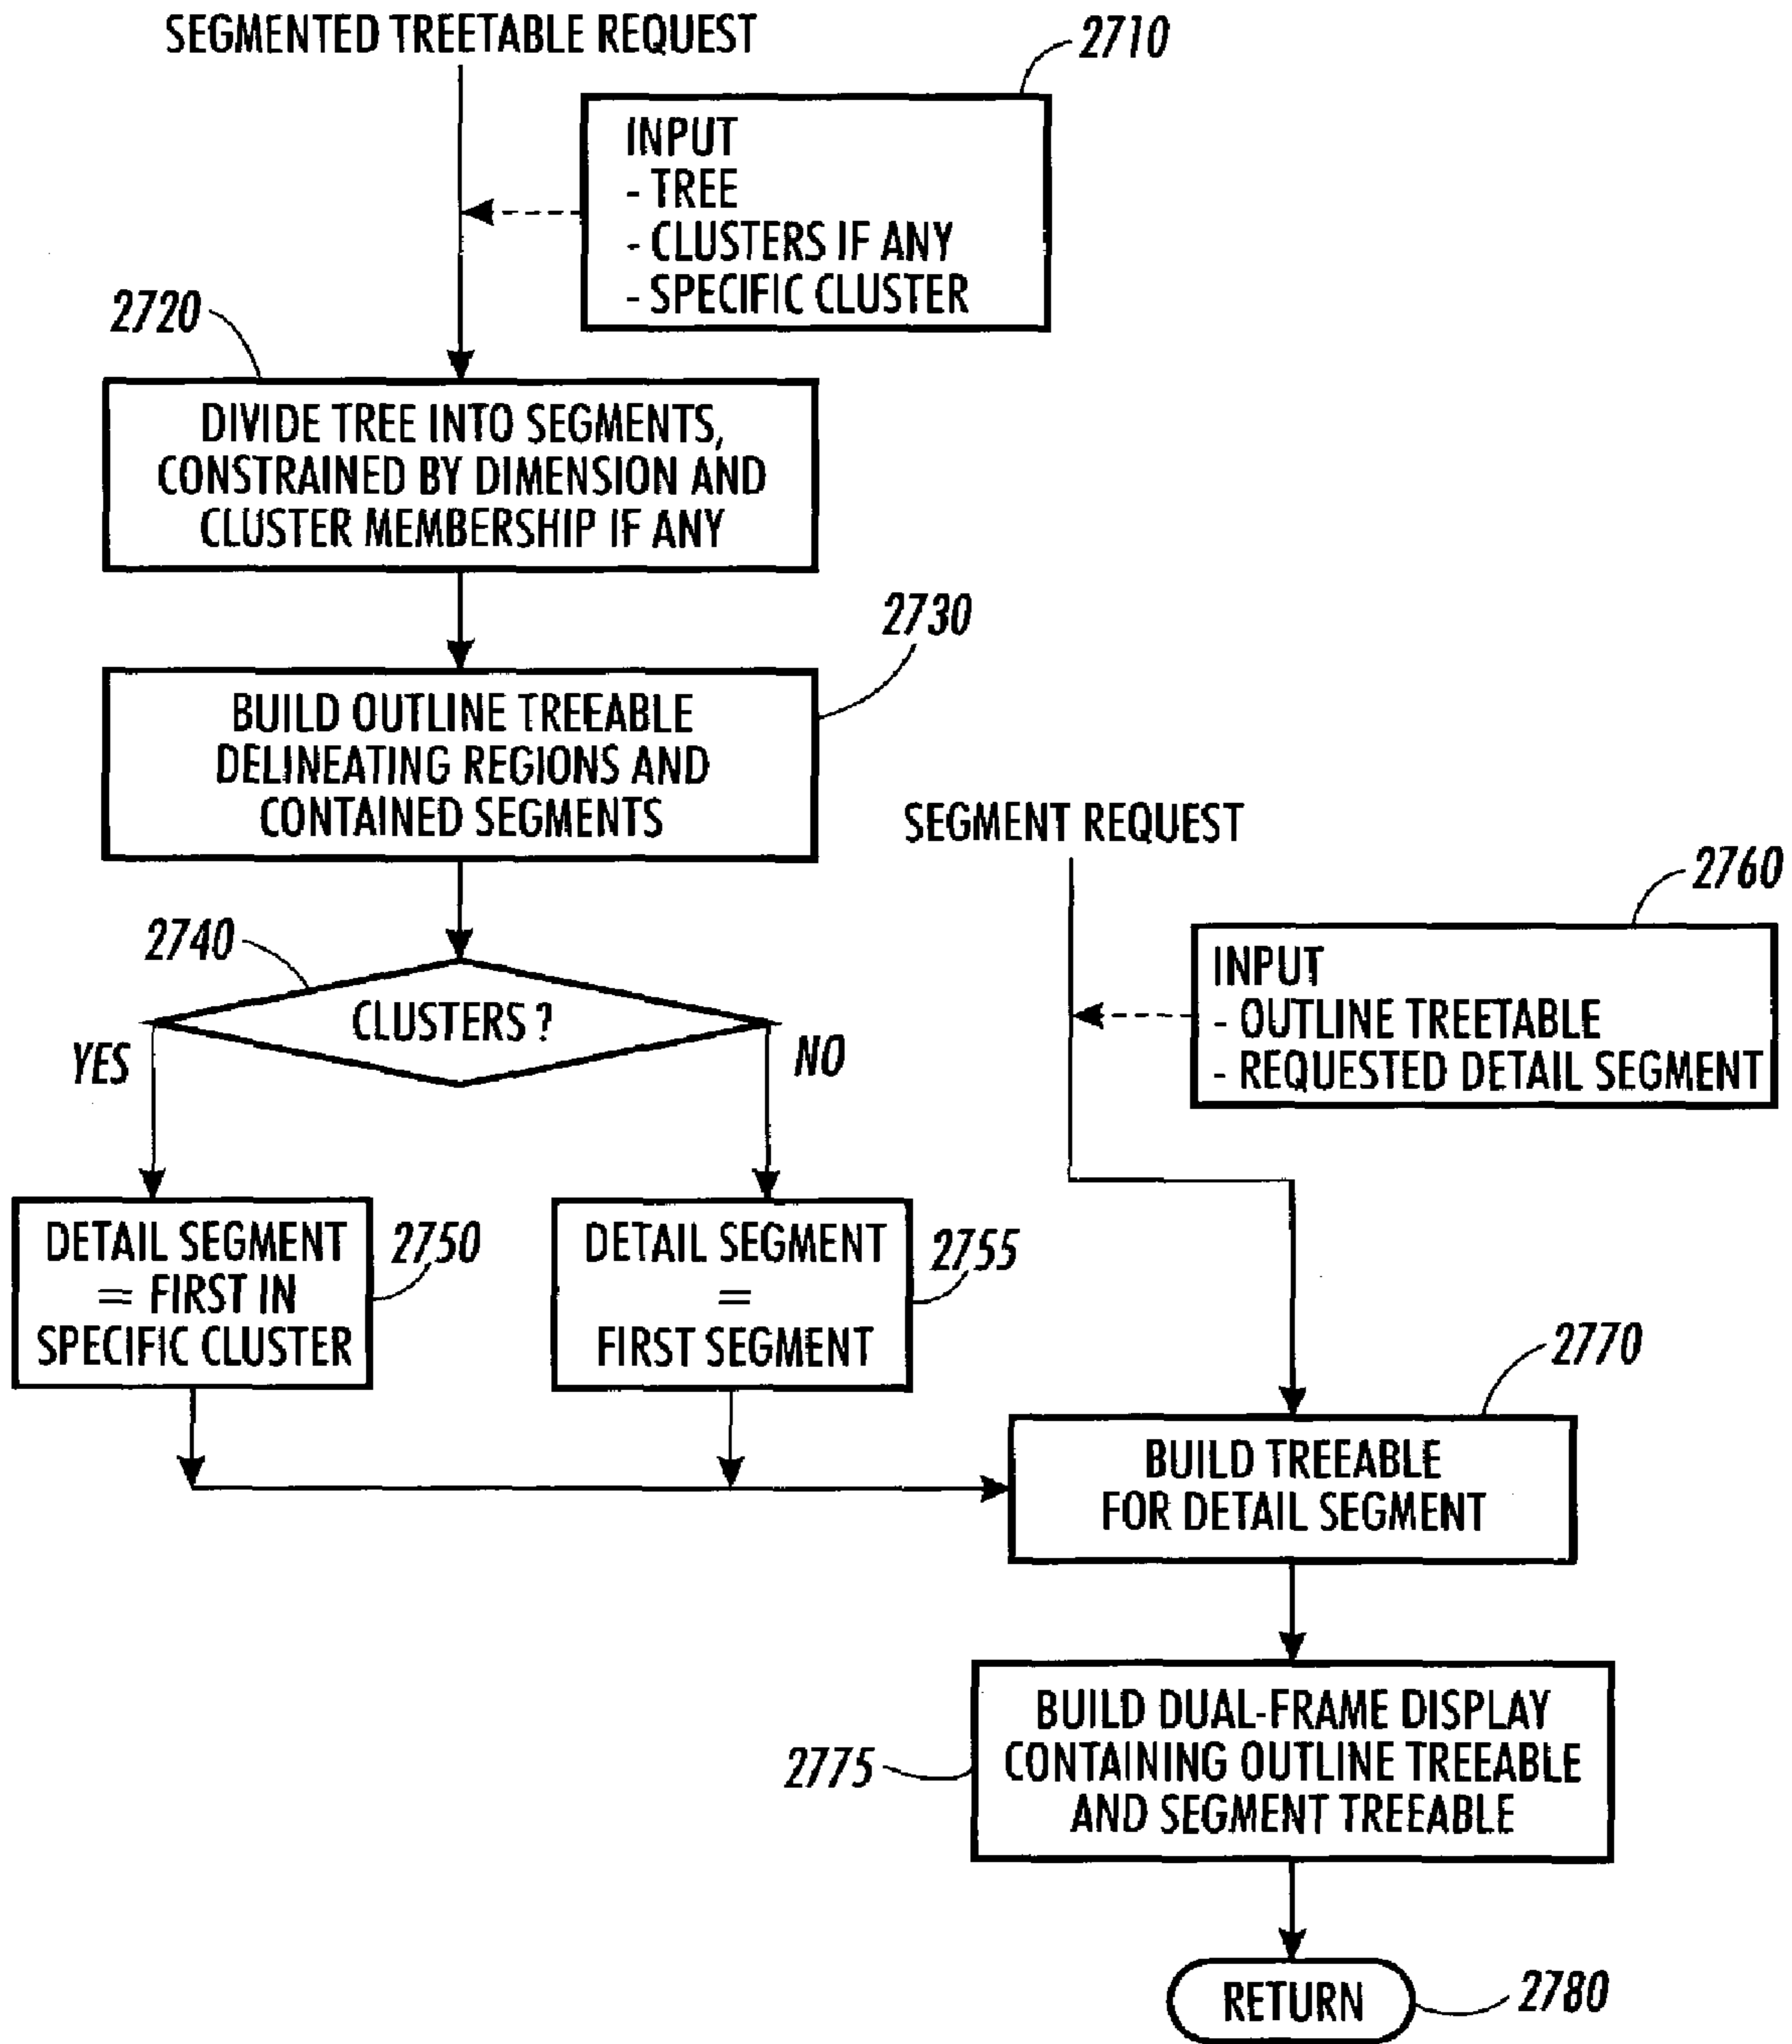 SEGMENTED TREETABLE REQUEST
2710
INPUT
- TREE
- CLUSTERS IF ANY
- SPECIFIC CLUSTER
2720
DIVIDE TREE INTO SEGMENTS,
CONSTRAINED BY DIMENSION AND
CLUSTER MEMBERSHIP IF ANY
2730
BUILD OUTLINE TREEABLE
DELINEATING REGIONS AND
CONTAINED SEGMENTS
SEGMENT REQUEST
2760
INPUT
- OUTLINE TREETABLE
- REQUESTED DETAIL SEGMENT
2740
CLUSTERS ?
YES
NO
DETAIL SEGMENT
= FIRST IN
SPECIFIC CLUSTER
2750
DETAIL SEGMENT
=
FIRST SEGMENT
2755
2770
BUILD TREEABLE
FOR DETAIL SEGMENT
2775
BUILD DUAL-FRAME DISPLAY
CONTAINING OUTLINE TREEABLE
AND SEGMENT TREEABLE
RETURN
2780